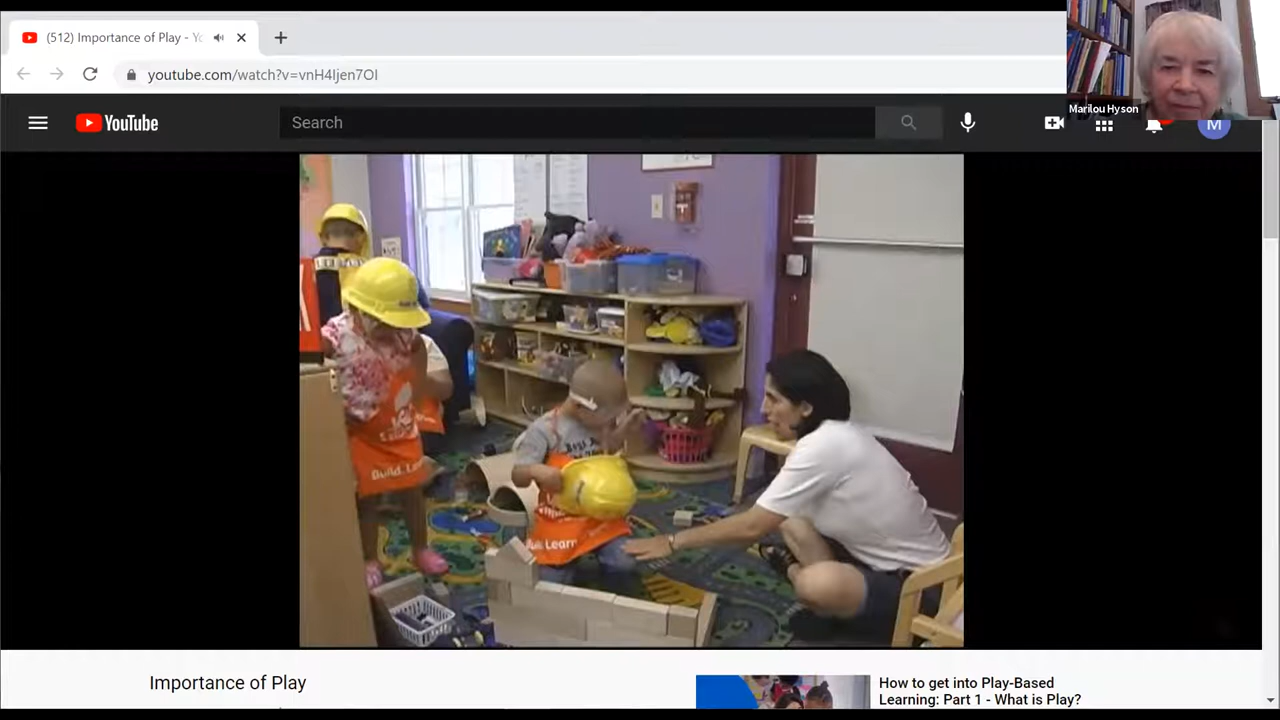 (512) Importance of Play - Yo
Marilou Hyson
youtube.com/watch?v=vnH4Ijen7OI
YouTube
Search
M
Build. Learn
Learn
Importance of Play
How to get into Play-Based
Learning: Part 1 - What is Play?